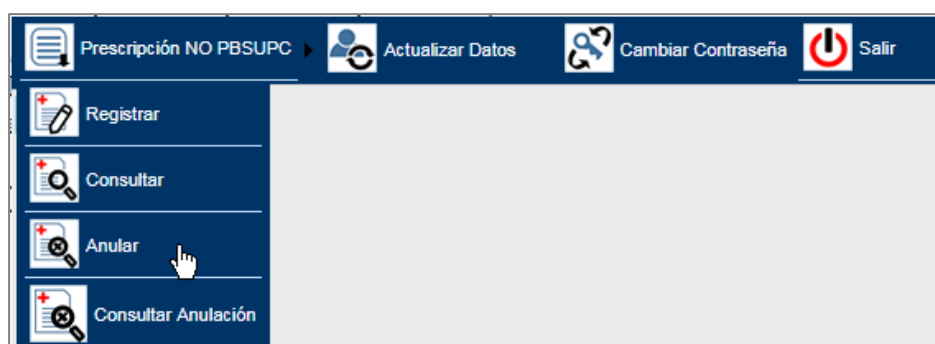 Prescripción NO PBSUPC
Actualizar Datos
Cambiar Contraseña
Salir
Registrar
Consultar
Anular
Consultar Anulación